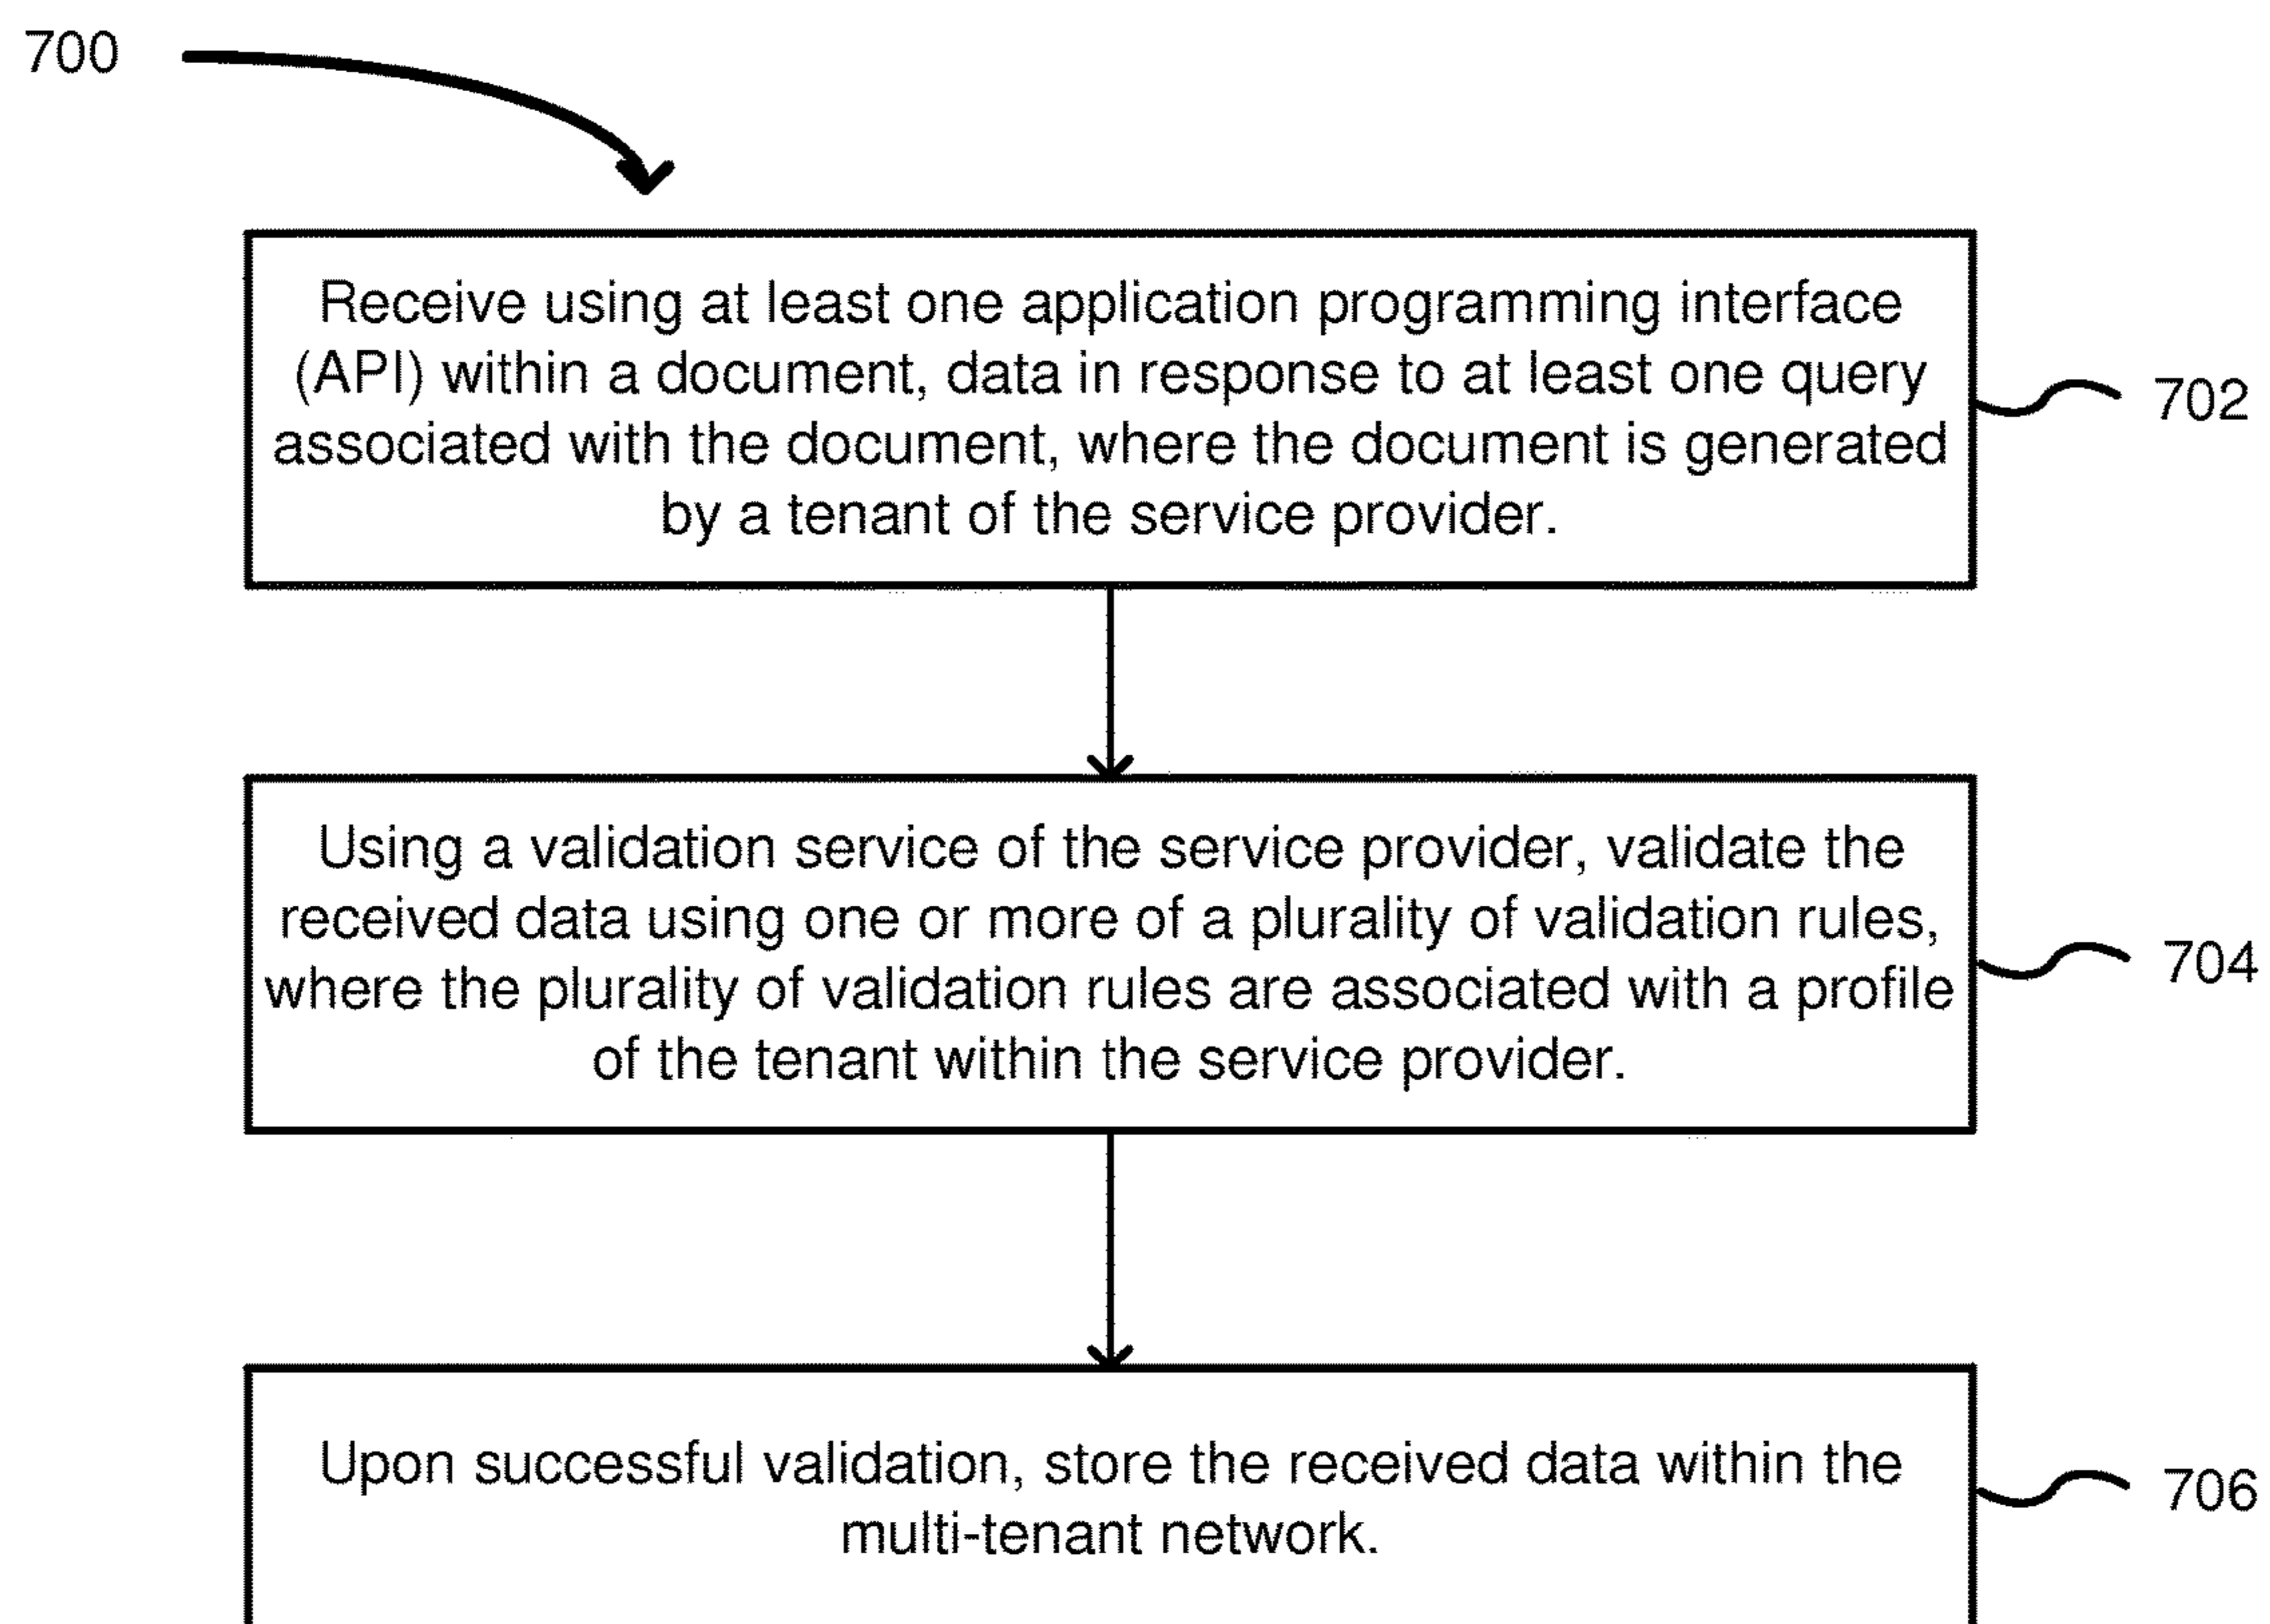 700
Receive using at least one application programming interface
(API) within a document, data in response to at least one query
associated with the document, where the document is generated
by a tenant of the service provider.
702
Using a validation service of the service provider, validate the
received data using one or more of a plurality of validation rules,
where the plurality of validation rules are associated with a profile
of the tenant within the service provider.
704
Upon successful validation, store the received data within the
multi-tenant network.
706